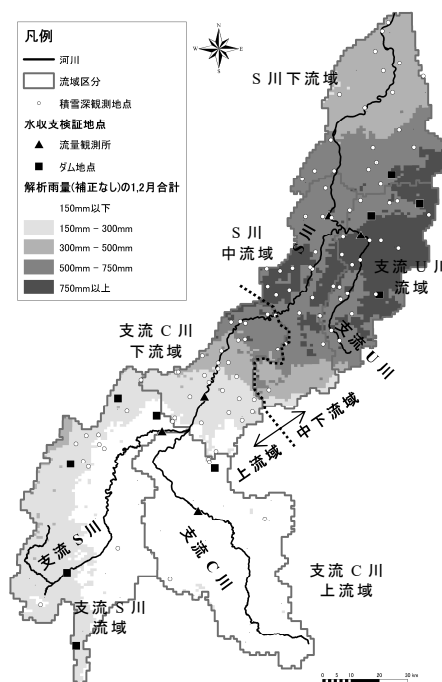 凡例
河川
流域区分
積雪深観測地点
水収支検証地点
流量観測所
ダム地点
解析雨量(補正なし)の1,2月合計
150mm以下
150mm - 300mm
300mm - 500mm
500mm - 750mm
750mm以上
N
W
E
S
S川下流域
S川
中流域
S川
支流U川
流域
支流U川
支流C川
下流域
上流域
中下流域
支流S川
支流C川
支流C川
上流域
支流S川
流域
0 5 10 20 30 km